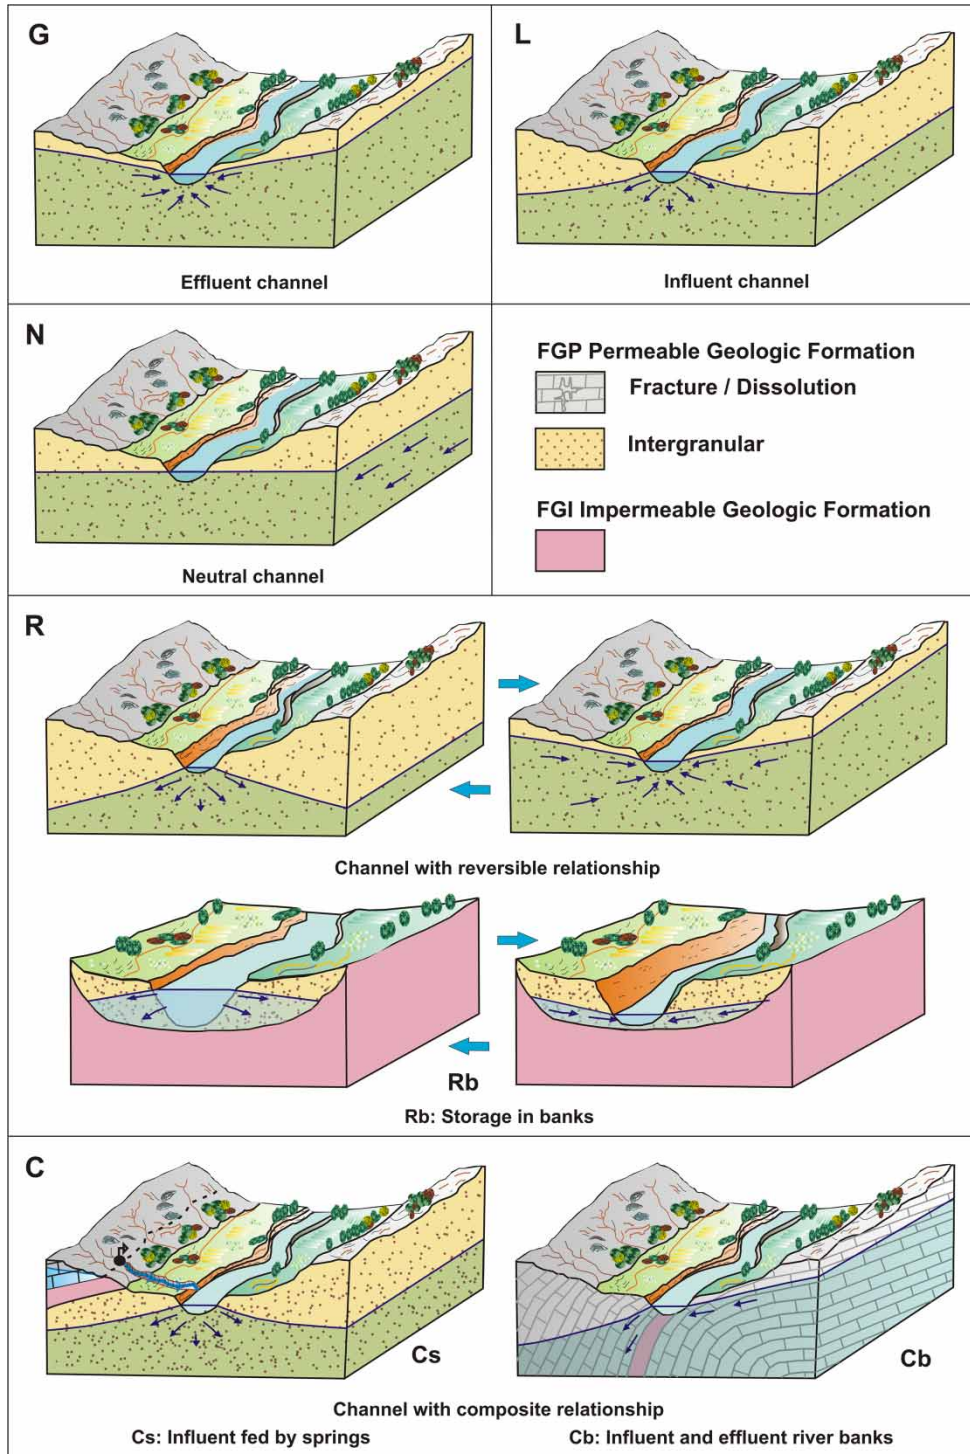 G
L
Effluent channel
Influent channel
N
FGP Permeable Geologic Formation
Fracture / Dissolution
Intergranular
FGI Impermeable Geologic Formation
Neutral channel
R
Channel with reversible relationship
Rb
Rb: Storage in banks
C
Cs
Cb
Channel with composite relationship
Cs: Influent fed by springs
Cb: Influent and effluent river banks